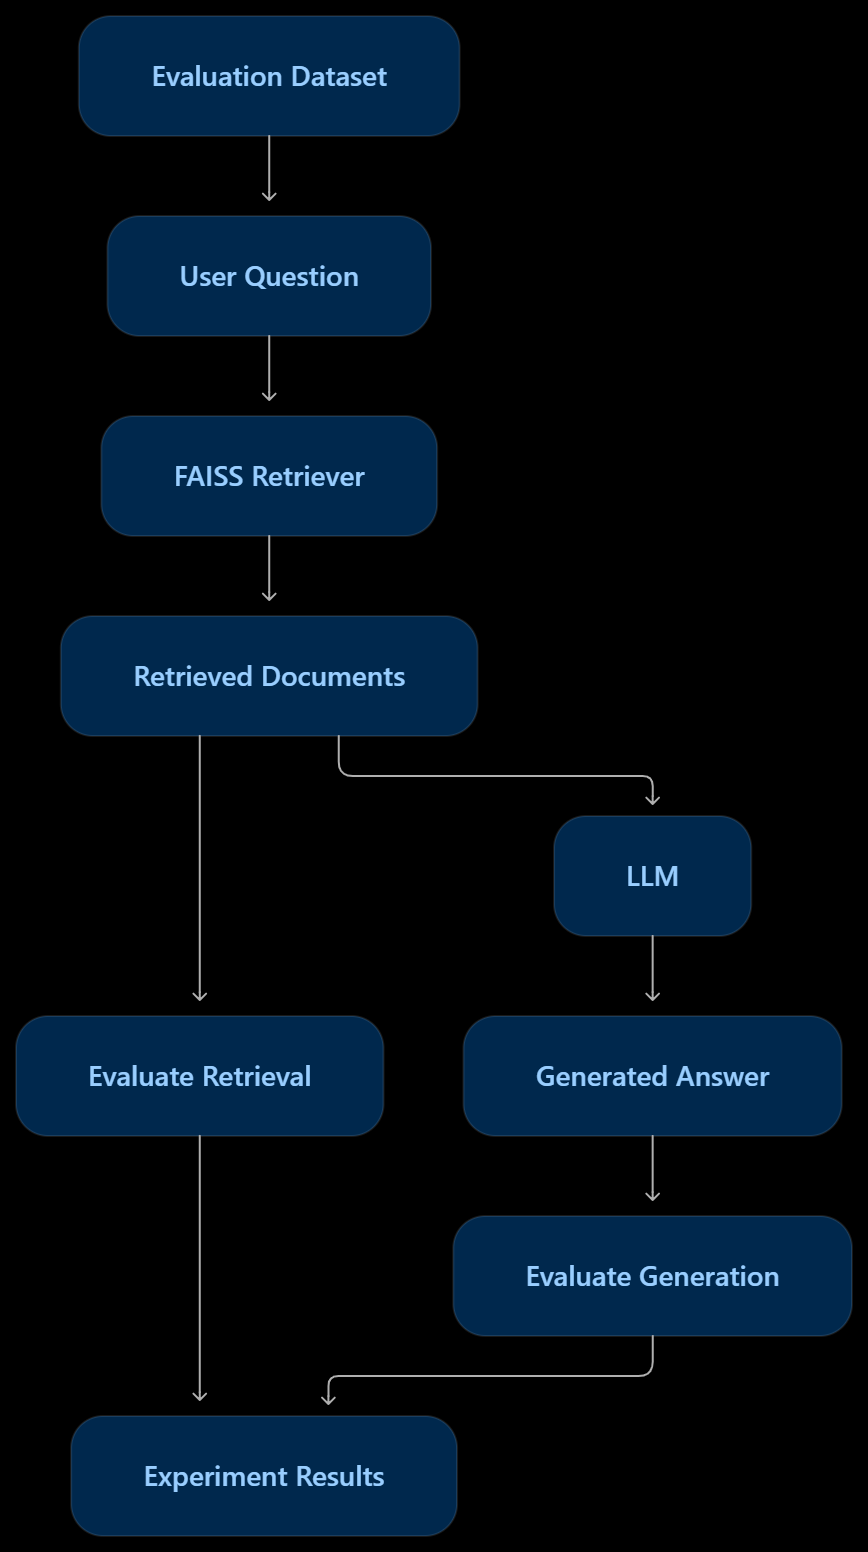 Evaluation Dataset
User Question
FAISS Retriever
Retrieved Documents
LLM
Evaluate Retrieval
Generated Answer
Evaluate Generation
Experiment Results